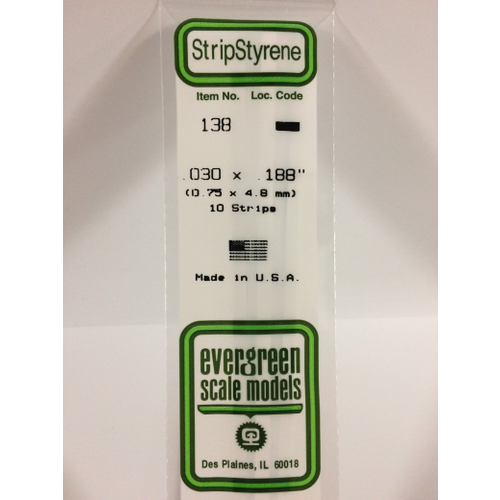 StripStyrene
Item No. Loc. Code
138
.030 x .188"
(0.75 x 4.8 mm)
10 Strips
Made in U.S.A.
evergreen
scale models
Des Plaines, IL 60018